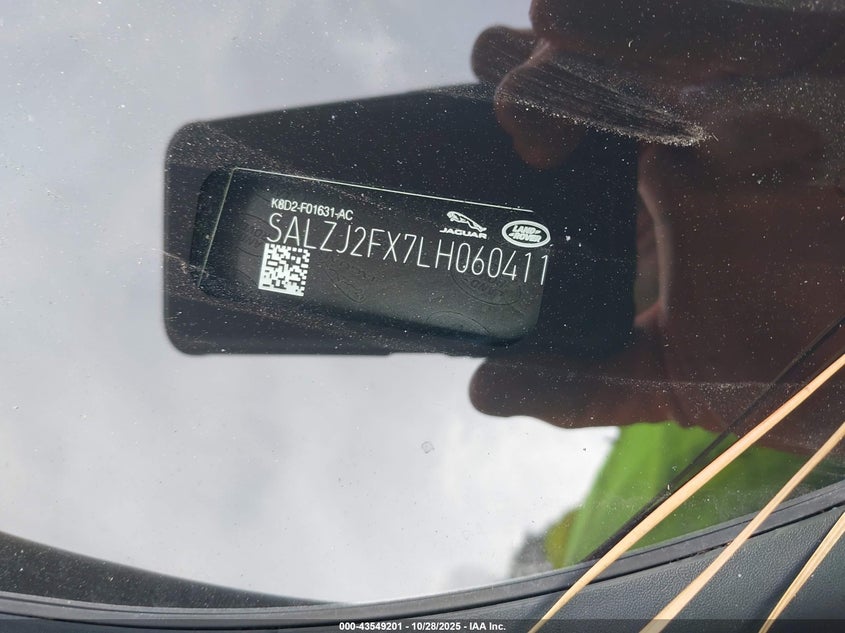 K8D2-F01631-AC
JAGUAR
LAND-
-ROVER
SALZJ2FX7LH060411
000-43549201 - 10/28/2025 - IAA Inc.